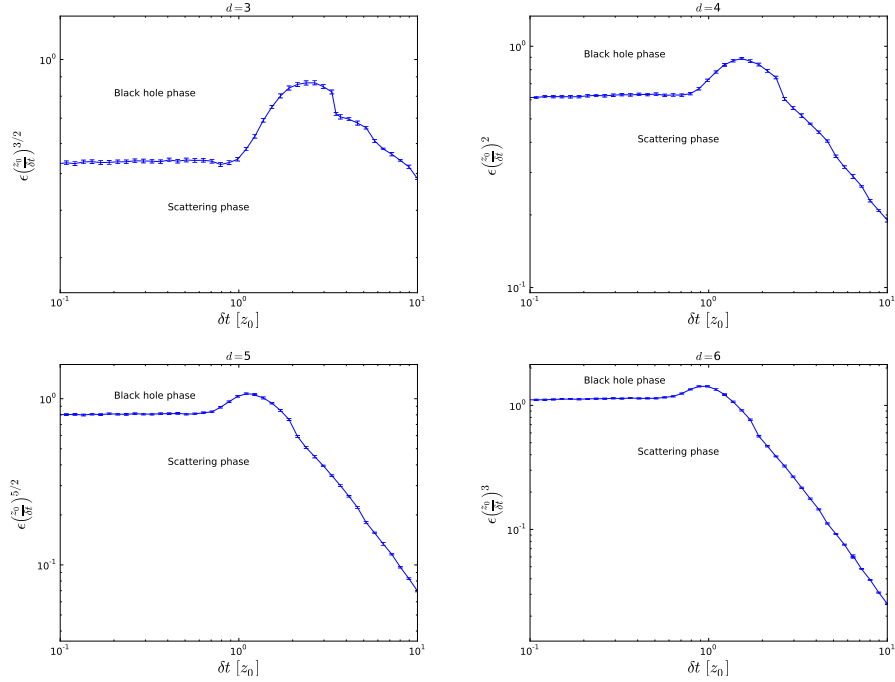 d=3
10⁰
Black hole phase
Scattering phase
ϵ(z₀/δt)^{3/2}
10⁻¹ 10⁰ 10¹
δt [z₀]
d=4
10⁰
Black hole phase
Scattering phase
ϵ(z₀/δt)²
10⁻¹
10⁻¹ 10⁰ 10¹
δt [z₀]
d=5
10⁰
Black hole phase
Scattering phase
ϵ(z₀/δt)^{5/2}
10⁻¹
10⁻¹ 10⁰ 10¹
δt [z₀]
d=6
Black hole phase
10⁰
Scattering phase
ϵ(z₀/δt)³
10⁻¹
10⁻¹ 10⁰ 10¹
δt [z₀]